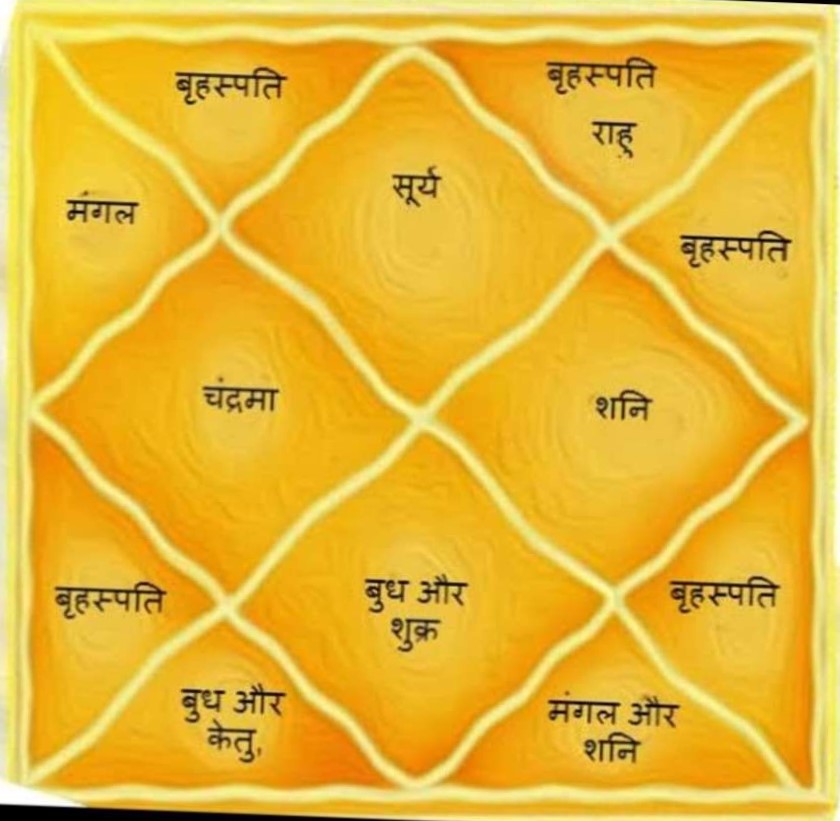 बृहस्पति
बृहस्पति
राहू
मंगल
सूर्य
बृहस्पति
चंद्रमा
शनि
बृहस्पति
बुध और
शुक्र
बृहस्पति
बुध और
केतु,
मंगल और
शनि